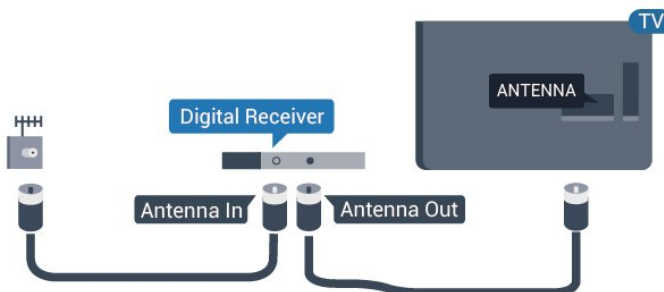 TV
ANTENNA
Digital Receiver
Antenna In
Antenna Out